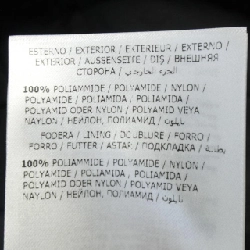 ESTERNO / EXTERIOR / EXTERIEUR / EXTERNO /
EXTERIOR / AUSSENSEITE / DIŞ / ВНЕШНЯЯ
СТОРОНА / الجزء الخارجي /
100% POLIAMMIDE / POLYAMIDE / NYLON /
POLYAMIDE / POLIAMIDA / POLIAMIDA /
POLYAMID ODER NYLON / POLYAMID VEYA
NAYLON / НЕЙЛОН, ПОЛИАМИД / نايلون
FODERA / LINING / DOUBLURE / FORRO /
FORRO / FUTTER / ASTAR / ПОДКЛАДКА / بطانة /
100% POLIAMMIDE / POLYAMIDE / NYLON /
POLYAMIDE / POLIAMIDA / POLIAMIDA /
POLYAMID ODER NYLON / POLYAMID VEYA
NAYLON / НЕЙЛОН, ПОЛИАМИД / نايلون